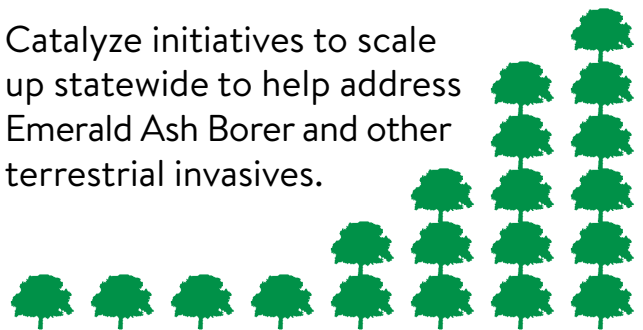 Catalyze initiatives to scale
up statewide to help address
Emerald Ash Borer and other
terrestrial invasives.